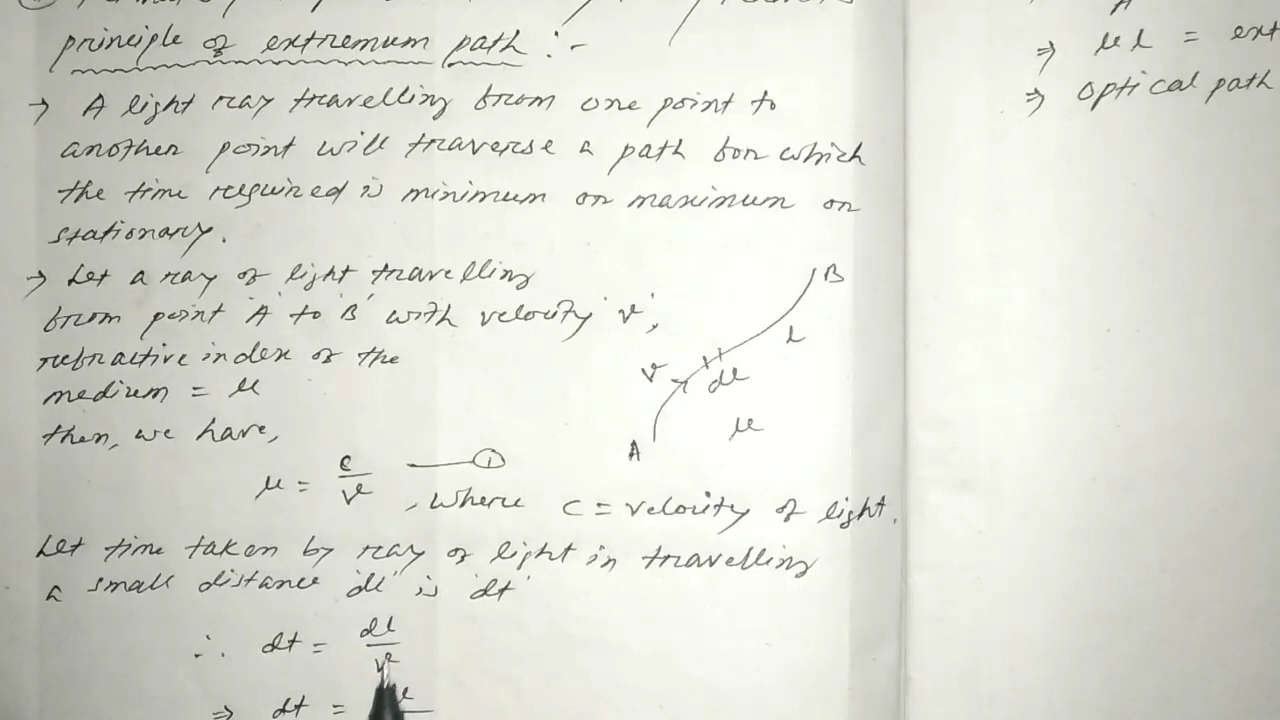 principle of extremum path :-
→ A light ray travelling from one point to
another point will traverse a path for which
the time required is minimum or maximum or
stationary.
→ Let a ray of light travelling
from point 'A' to 'B' with velocity 'v',
refractive index of the
medium = μ
then, we have,
μ = c/v —①
, where c = velocity of light.
Let time taken by ray of light in travelling
a small distance 'dl' is 'dt'
∴ dt = dl/v
⇒ dt =
B
l
v
dl
μ
A
A
⇒ μl = ext
⇒ optical path